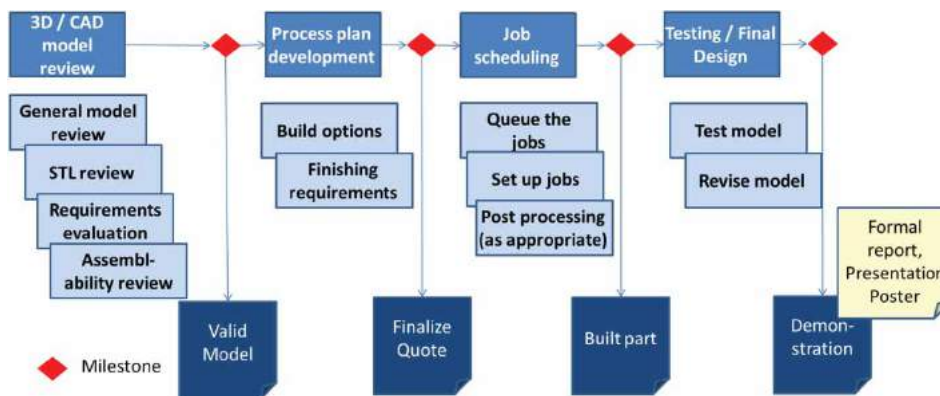 3D / CAD
model
review
Process plan
development
Job
scheduling
Testing / Final
Design
General model
review
STL review
Requirements
evaluation
Assembl-
ability review
Build options
Finishing
requirements
Queue the
jobs
Set up jobs
Post processing
(as appropriate)
Test model
Revise model
Formal
report,
Presentation
Poster
Valid
Model
Finalize
Quote
Built part
Demon-
stration
Milestone